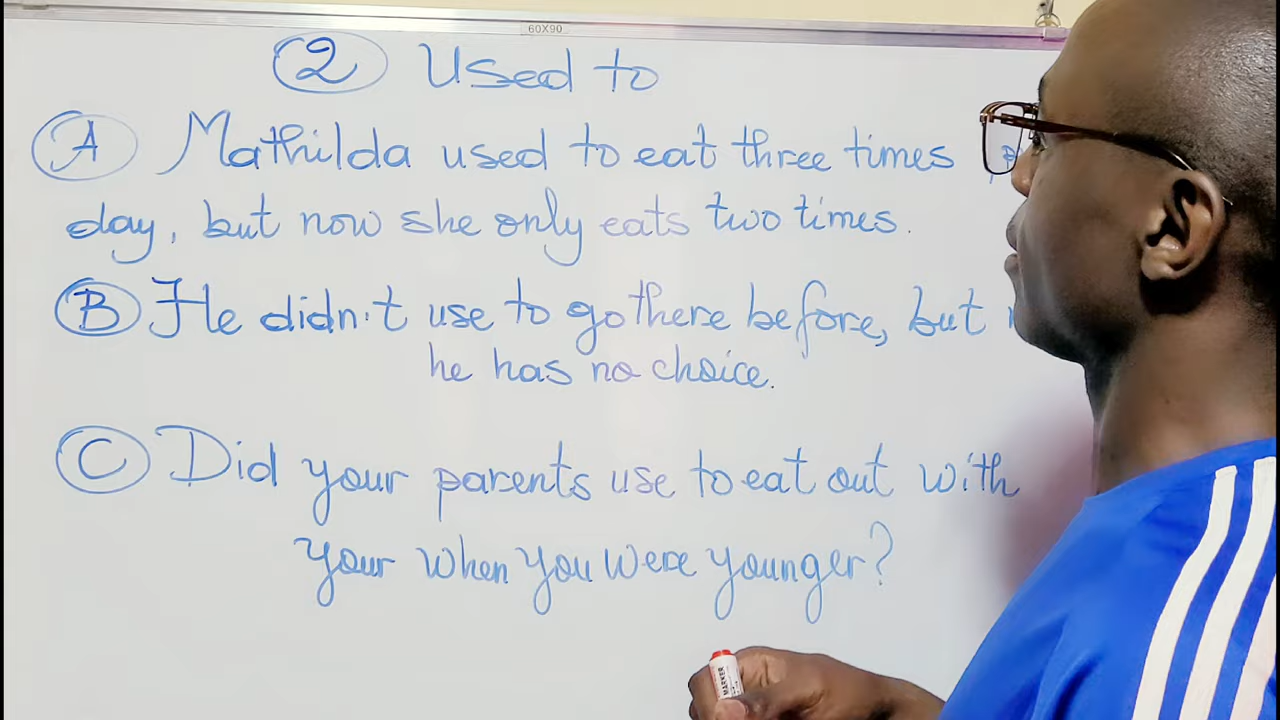 60X90
2 Used to
A Mathilda used to eat three times
day, but now she only eats two times.
B He didn't use to go there before, but
he has no choice.
C Did your parents use to eat out with
your when you were younger?
MARKER